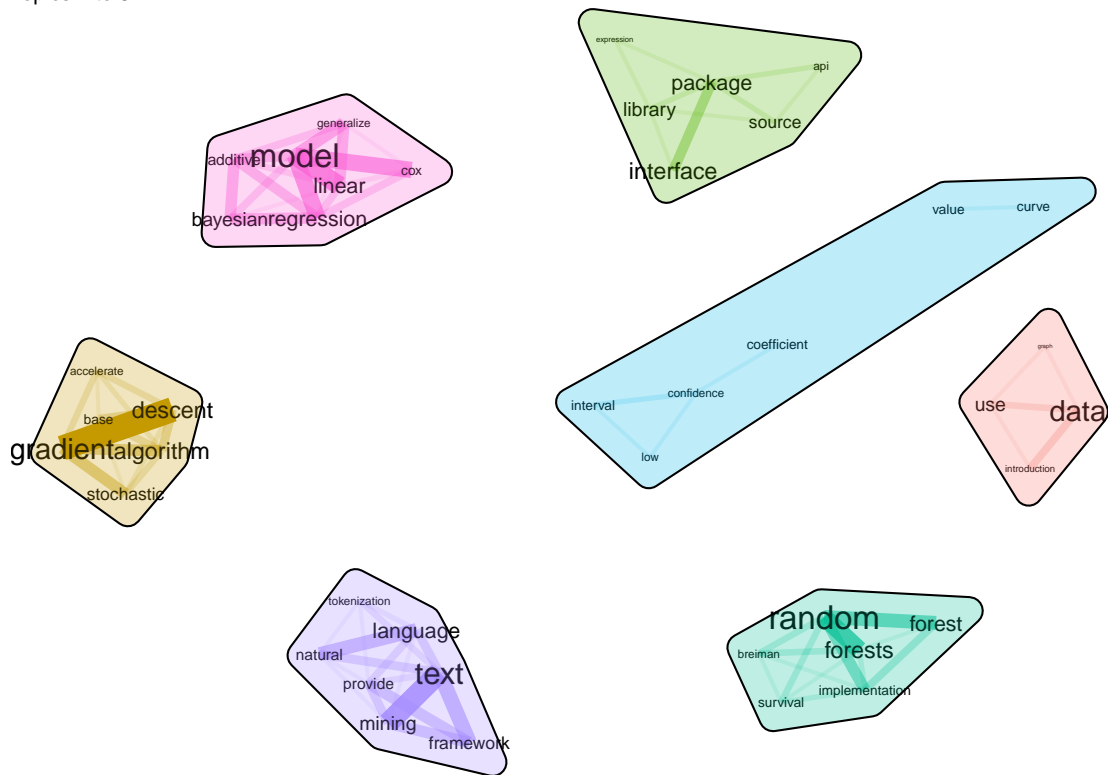 expression
package
api
library
source
interface
generalize
model
additive
linear
cox
bayesian
regression
value
curve
coefficient
interval
confidence
low
graph
use
data
introduction
accelerate
base
descent
gradient
algorithm
stochastic
tokenization
language
natural
text
provide
mining
framework
random
forest
breiman
forests
implementation
survival